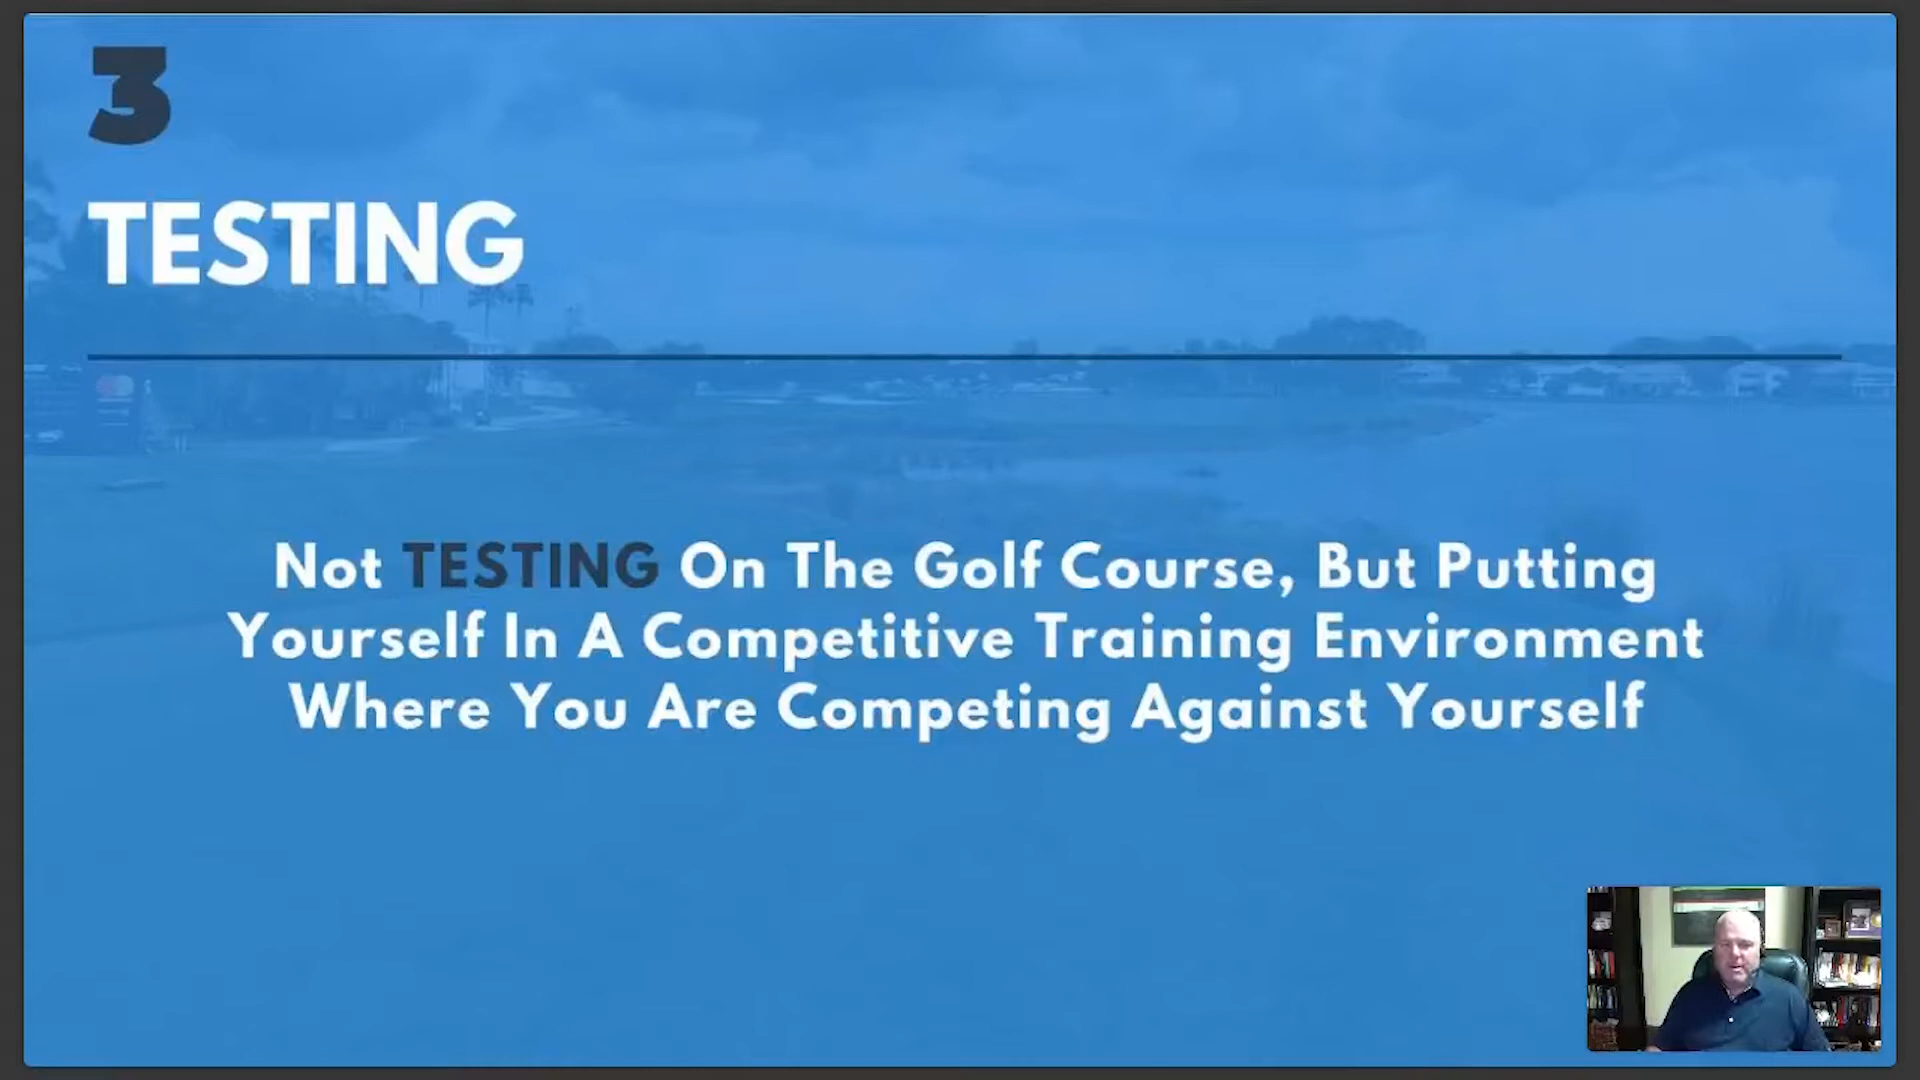 3
TESTING
Not TESTING On The Golf Course, But Putting
Yourself In A Competitive Training Environment
Where You Are Competing Against Yourself